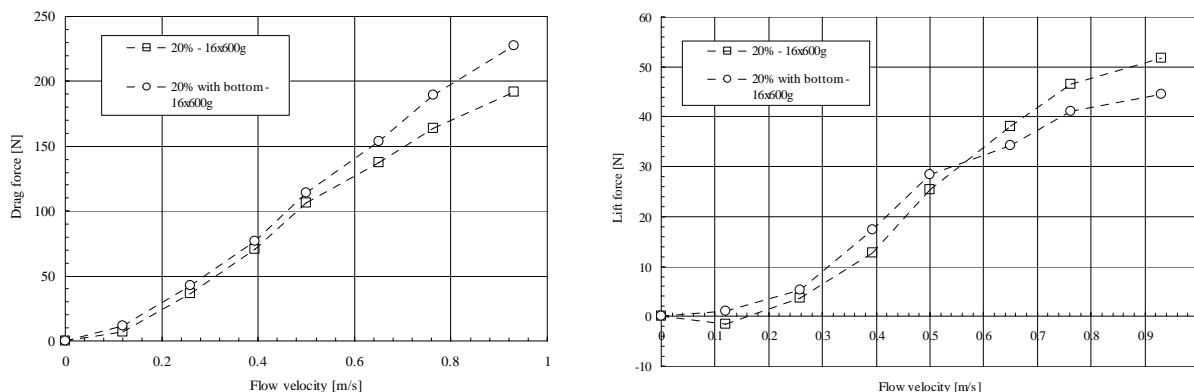 250
200
150
100
50
0
Drag force [N]
20% - 16x600g
20% with bottom -
16x600g
0 0.2 0.4 0.6 0.8 1
Flow velocity [m/s]
60
50
40
30
20
10
0
-10
Lift force [N]
20% - 16x600g
20% with bottom -
16x600g
0 0.1 0.2 0.3 0.4 0.5 0.6 0.7 0.8 0.9
Flow velocity [m/s]